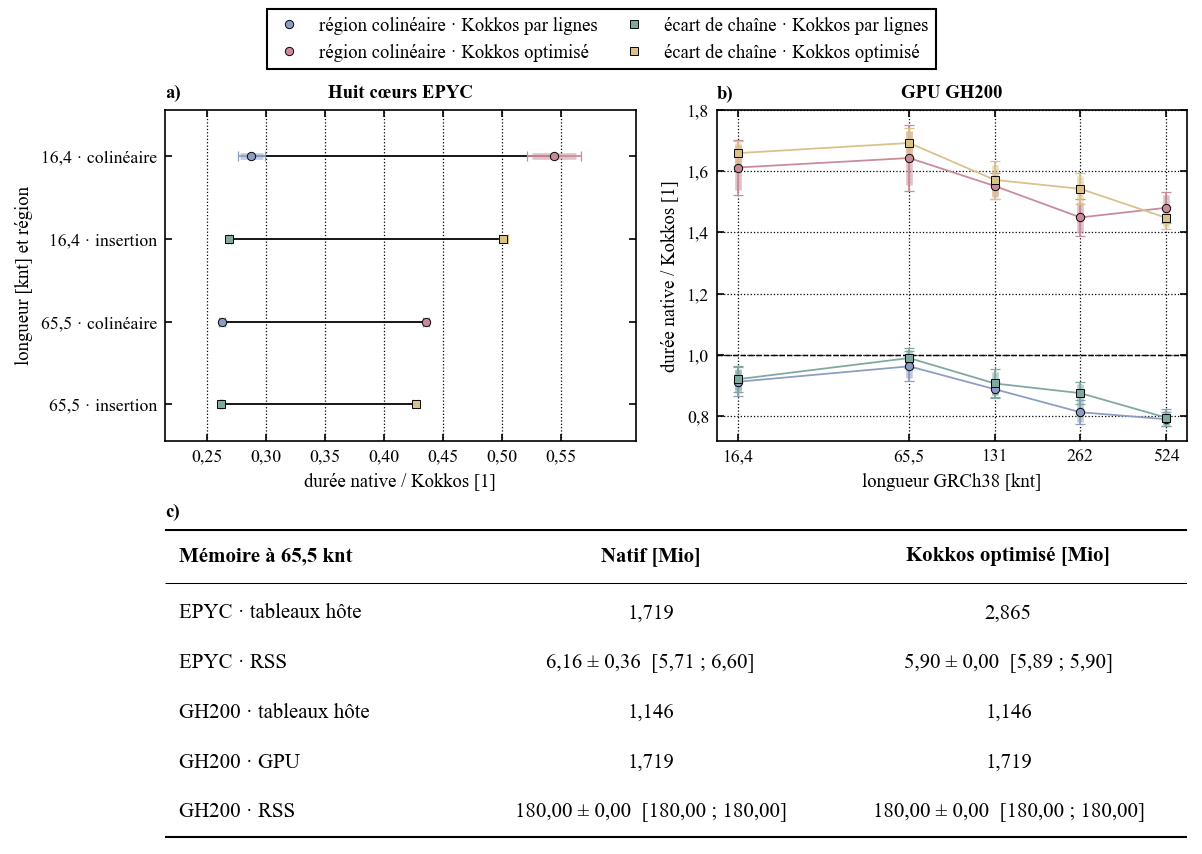 région colinéaire · Kokkos par lignes
région colinéaire · Kokkos optimisé
écart de chaîne · Kokkos par lignes
écart de chaîne · Kokkos optimisé
a)
Huit cœurs EPYC
longueur [knt] et région
16,4 · colinéaire
16,4 · insertion
65,5 · colinéaire
65,5 · insertion
0,25 0,30 0,35 0,40 0,45 0,50 0,55
durée native / Kokkos [1]
b)
GPU GH200
durée native / Kokkos [1]
1,8
1,6
1,4
1,2
1,0
0,8
16,4 65,5 131 262 524
longueur GRCh38 [knt]
c)
Mémoire à 65,5 knt Natif [Mio] Kokkos optimisé [Mio]
EPYC · tableaux hôte 1,719 2,865
EPYC · RSS 6,16 ± 0,36 [5,71 ; 6,60] 5,90 ± 0,00 [5,89 ; 5,90]
GH200 · tableaux hôte 1,146 1,146
GH200 · GPU 1,719 1,719
GH200 · RSS 180,00 ± 0,00 [180,00 ; 180,00] 180,00 ± 0,00 [180,00 ; 180,00]